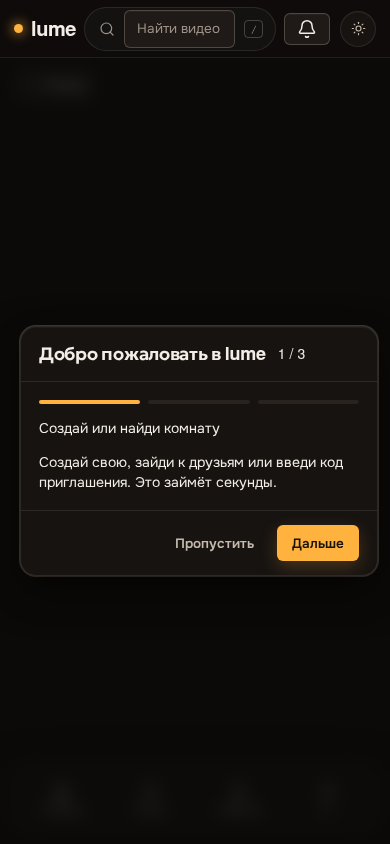 lume
Найти видео
/
Добро пожаловать в lume 1 / 3
Создай или найди комнату
Создай свою, зайди к друзьям или введи код
приглашения. Это займёт секунды.
Пропустить
Дальше